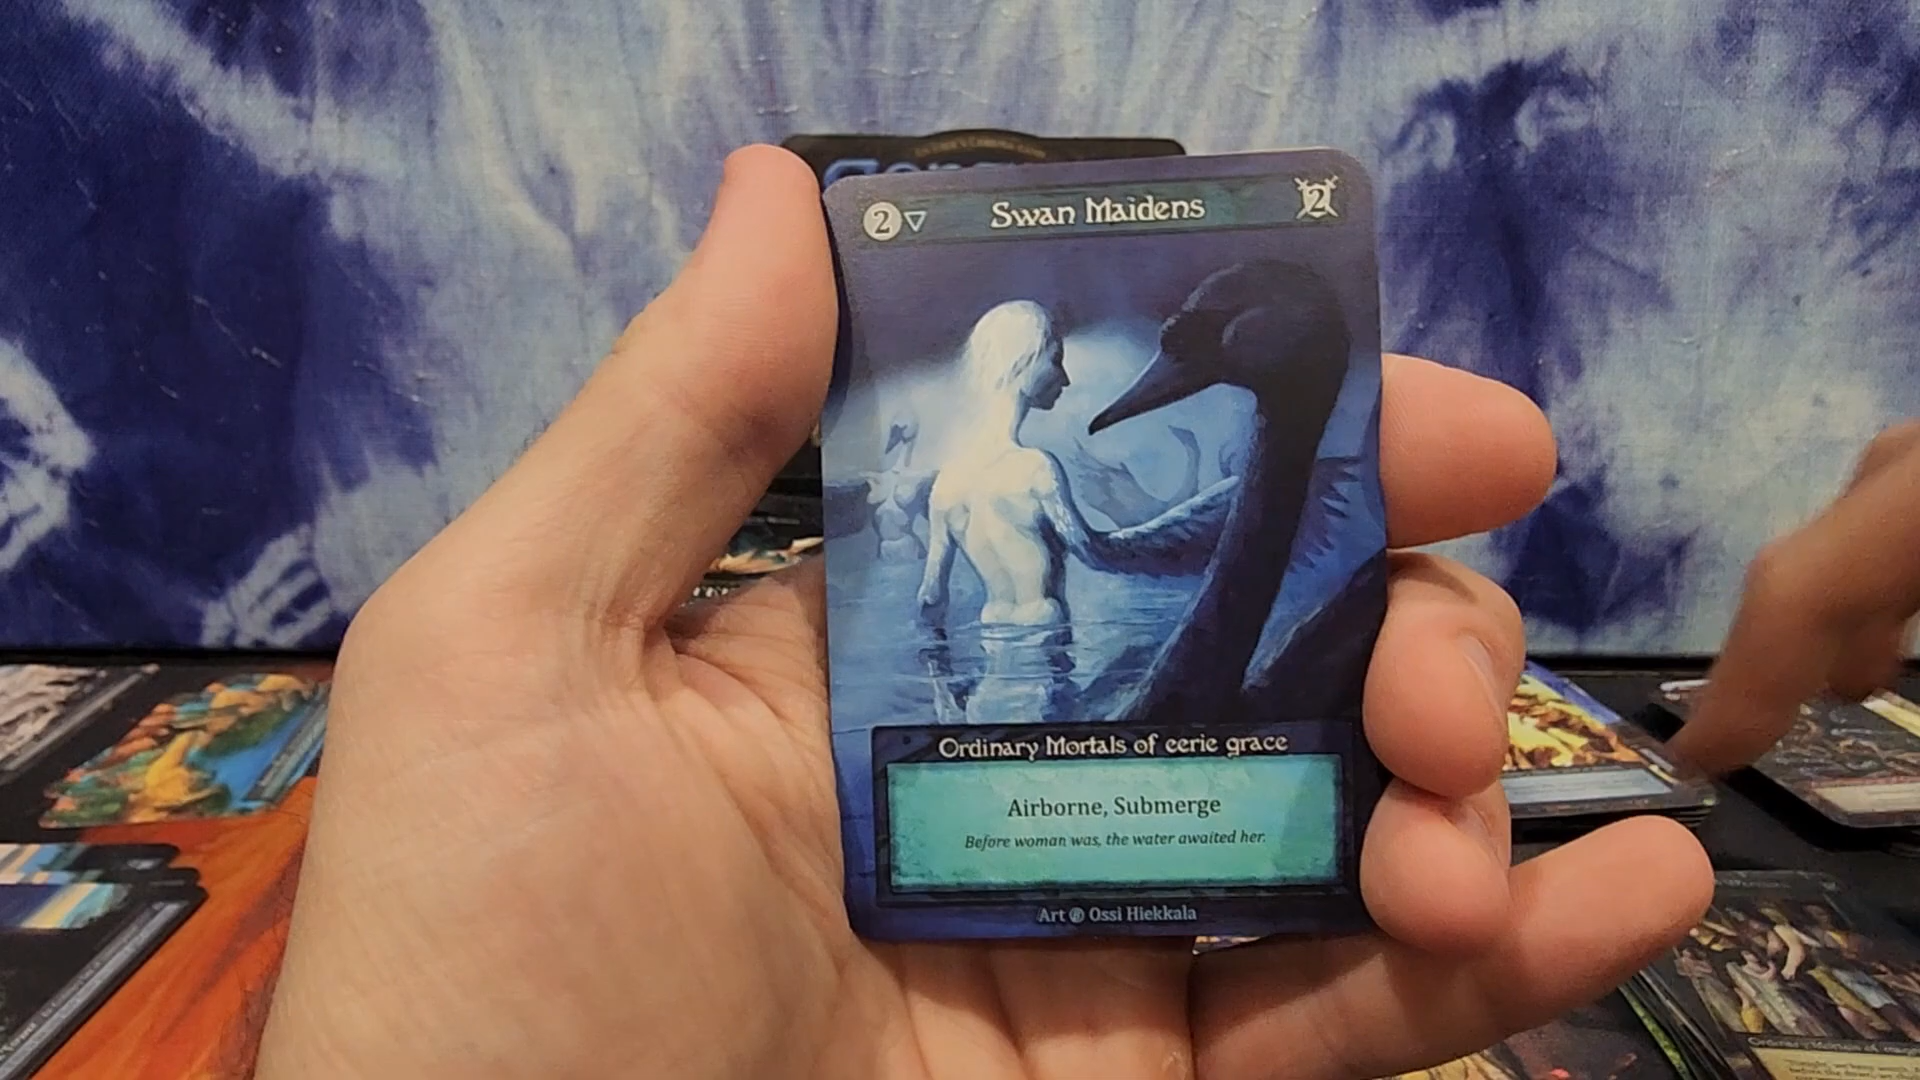 2
Swan Maidens
2
Ordinary Mortals of eerie grace
Airborne, Submerge
Before woman was, the water awaited her.
Art @ Ossi Hiekkala